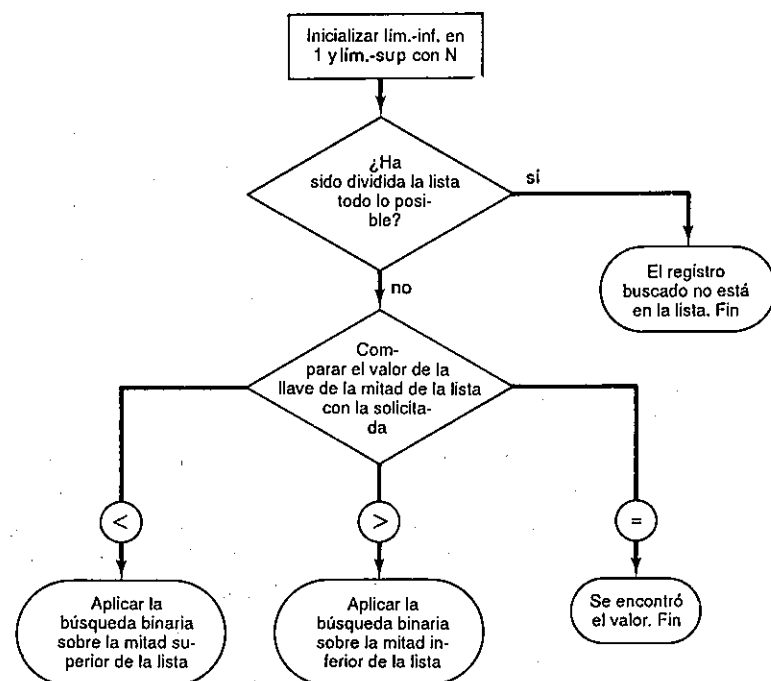 Inicializar lím.-inf. en
1 y lím.-sup con N
¿Ha
sido dividida la lista
todo lo posi-
ble?
sí
El registro
buscado no está
en la lista. Fin
no
Com-
parar el valor de la
llave de la mitad de la lista
con la solicita-
da
<
>
=
Aplicar la
búsqueda binaria
sobre la mitad su-
perior de la lista
Aplicar la
búsqueda binaria
sobre la mitad in-
ferior de la lista
Se encontró
el valor. Fin